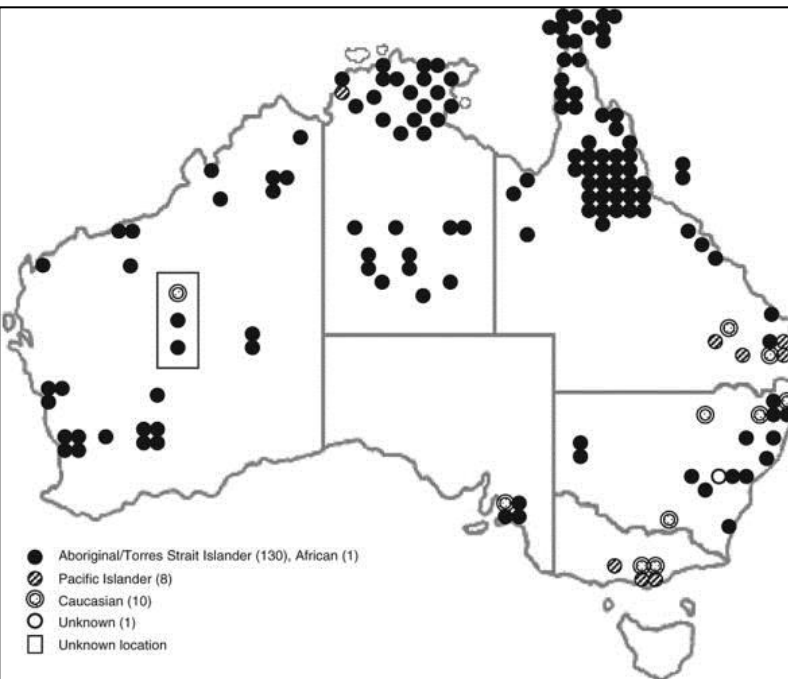 Aboriginal/Torres Strait Islander (130), African (1)
Pacific Islander (8)
Caucasian (10)
Unknown (1)
Unknown location